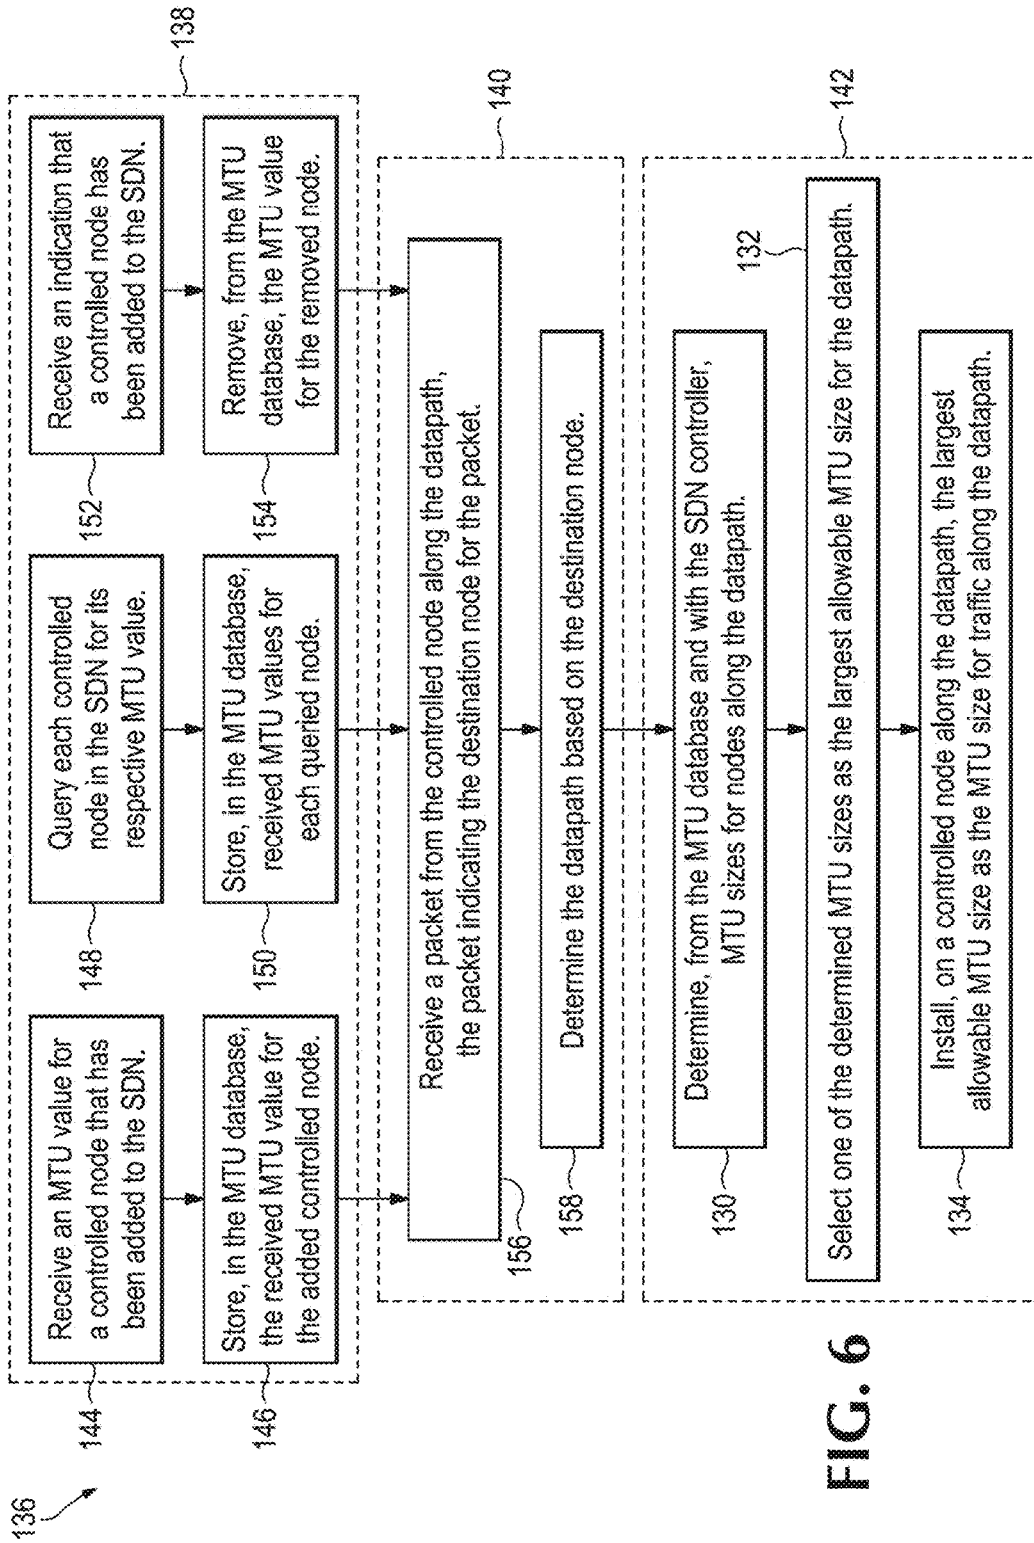 136
138
144
Receive an MTU value for
a controlled node that has
been added to the SDN.
146
Store, in the MTU database,
the received MTU value for
the added controlled node.
148
Query each controlled
node in the SDN for its
respective MTU value.
150
Store, in the MTU database,
received MTU values for
each queried node.
152
Receive an indication that
a controlled node has
been added to the SDN.
154
Remove, from the MTU
database, the MTU value
for the removed node.
140
156
Receive a packet from the controlled node along the datapath,
the packet indicating the destination node for the packet.
158
Determine the datapath based on the destination node.
142
130
Determine, from the MTU database and with the SDN controller,
MTU sizes for nodes along the datapath.
132
Select one of the determined MTU sizes as the largest allowable MTU size for the datapath.
134
Install, on a controlled node along the datapath, the largest
allowable MTU size as the MTU size for traffic along the datapath.
FIG. 6